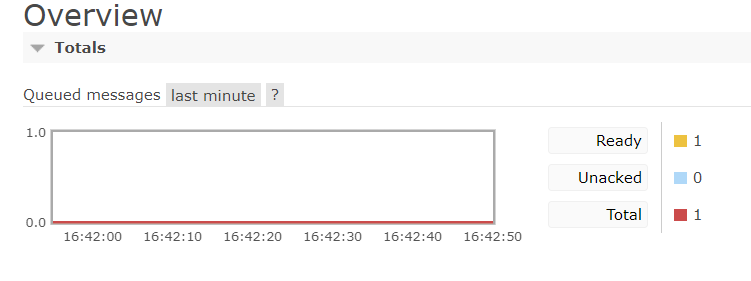 Overview
Totals
Queued messages last minute ?
1.0
0.0
16:42:00 16:42:10 16:42:20 16:42:30 16:42:40 16:42:50
Ready 1
Unacked 0
Total 1